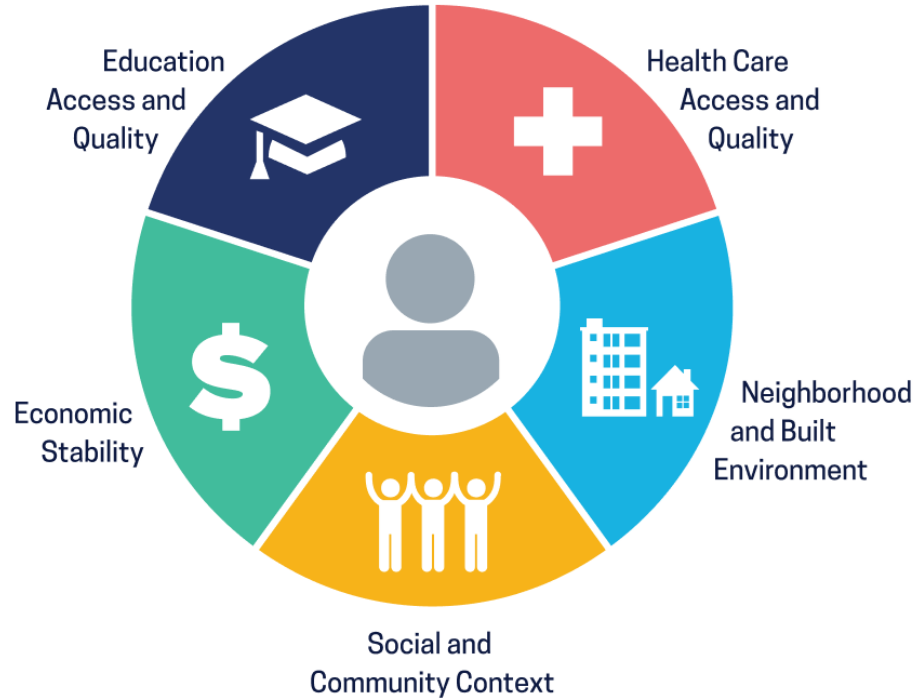 Education
Access and
Quality
Health Care
Access and
Quality
Economic
Stability
Neighborhood
and Built
Environment
Social and
Community Context